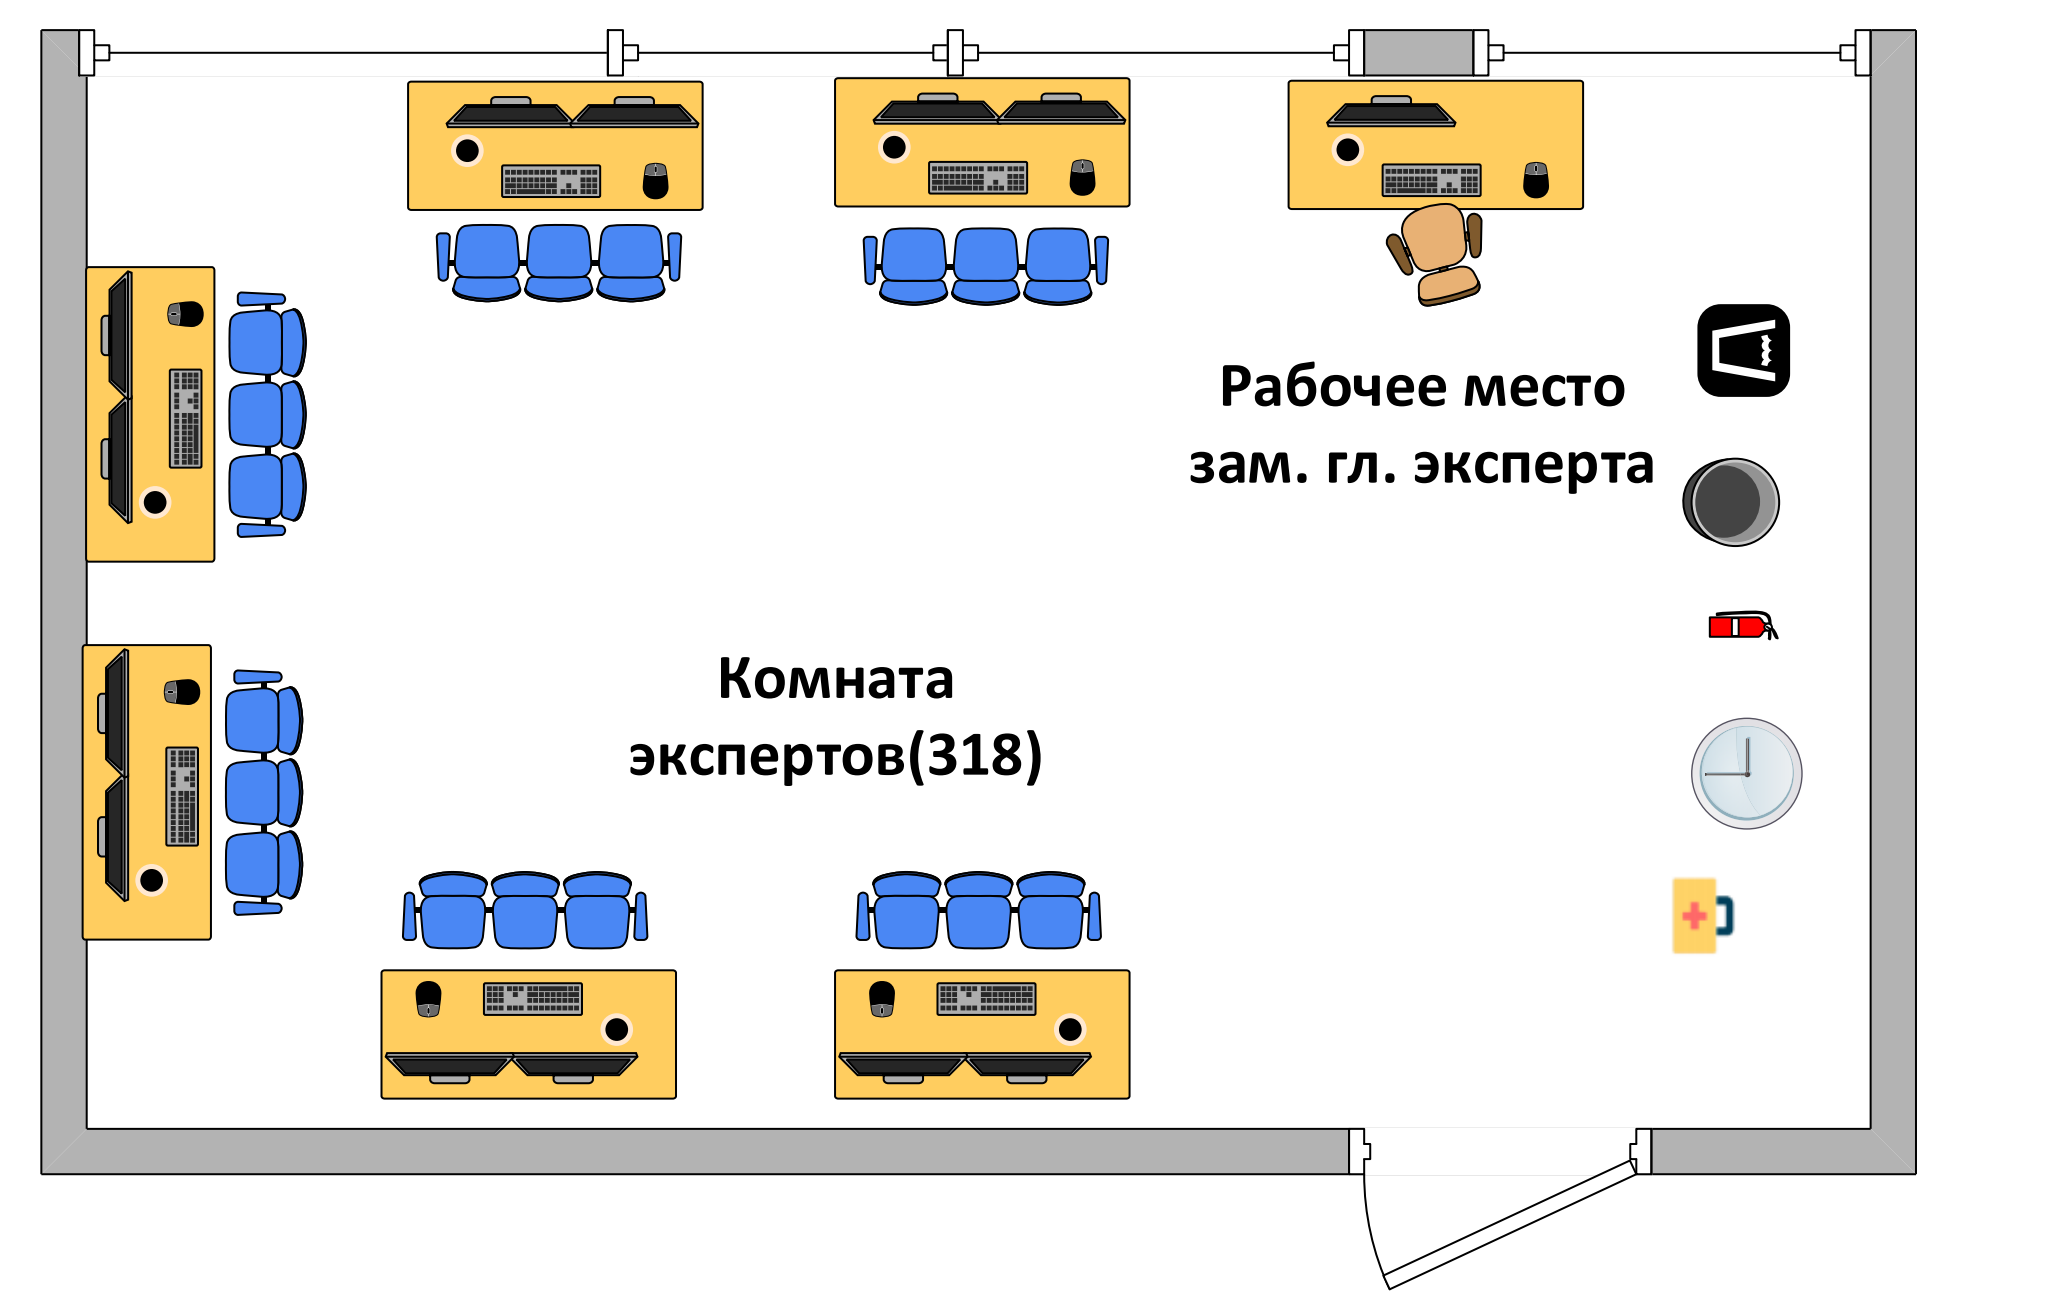 Рабочее место
зам. гл. эксперта
Комната
экспертов(318)